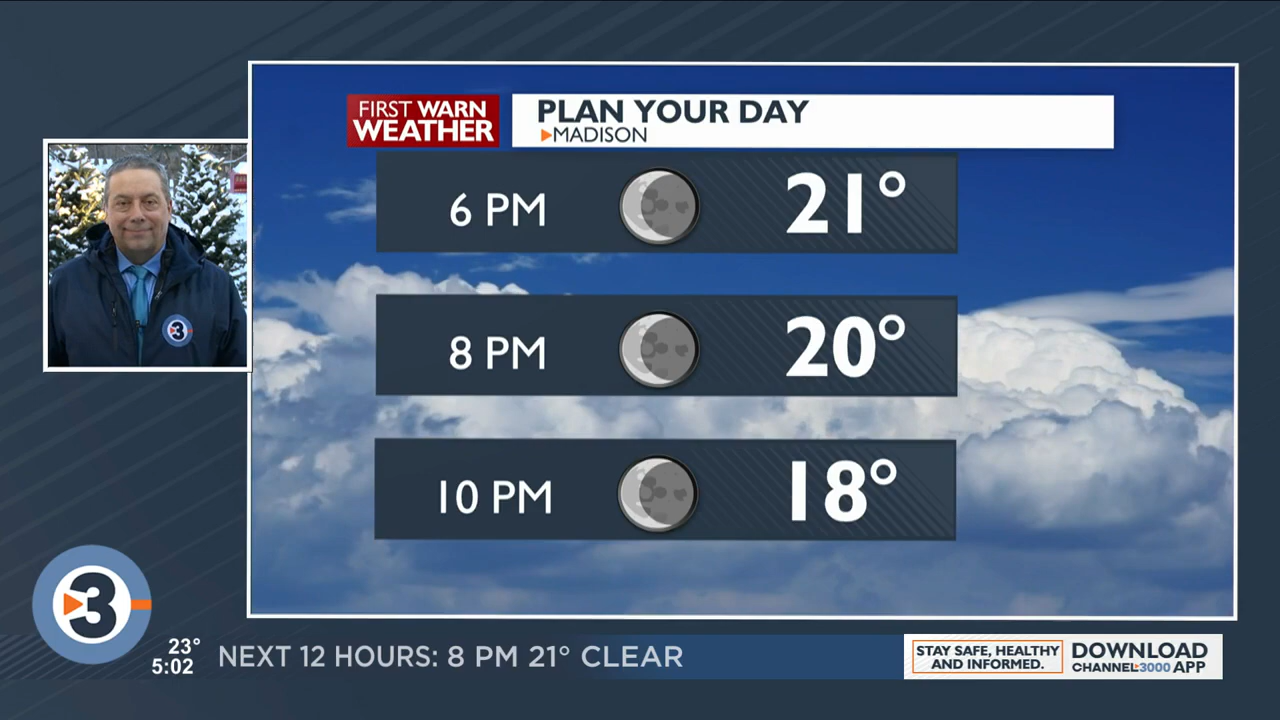 FIRST WARN
WEATHER
PLAN YOUR DAY
MADISON
6 PM 21°
8 PM 20°
10 PM 18°
3
3
23°
5:02
NEXT 12 HOURS: 8 PM 21° CLEAR
STAY SAFE, HEALTHY
AND INFORMED.
DOWNLOAD
CHANNEL3000 APP